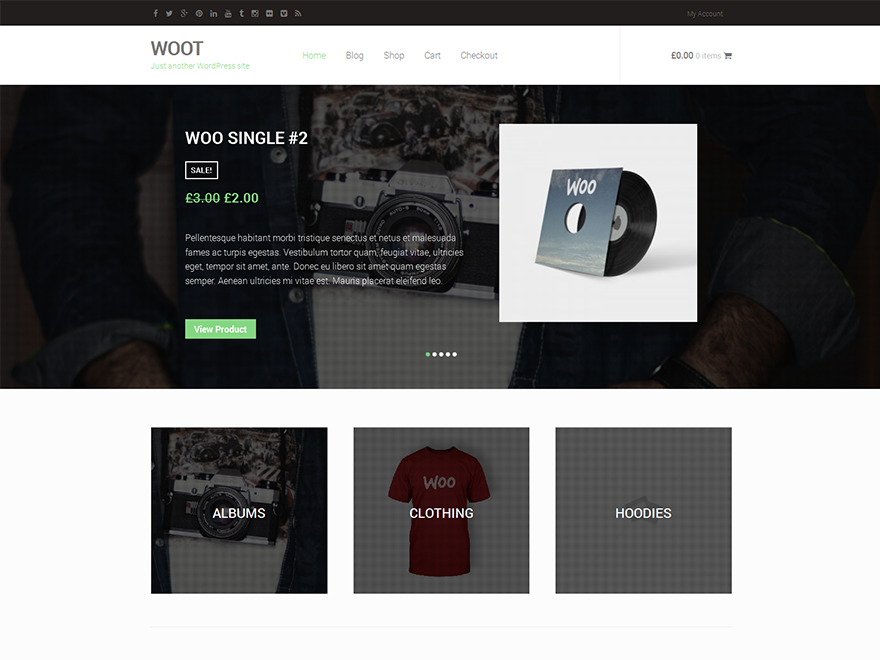 My Account
WOOT
Just another WordPress site
Home Blog Shop Cart Checkout
£0.00 0 items
WOO SINGLE #2
SALE!
£3.00 £2.00
Pellentesque habitant morbi tristique senectus et netus et malesuada
fames ac turpis egestas. Vestibulum tortor quam, feugiat vitae, ultricies
eget, tempor sit amet, ante. Donec eu libero sit amet quam egestas
semper. Aenean ultricies mi vitae est. Mauris placerat eleifend leo.
View Product
WOO
ALBUMS
WOO
CLOTHING
HOODIES